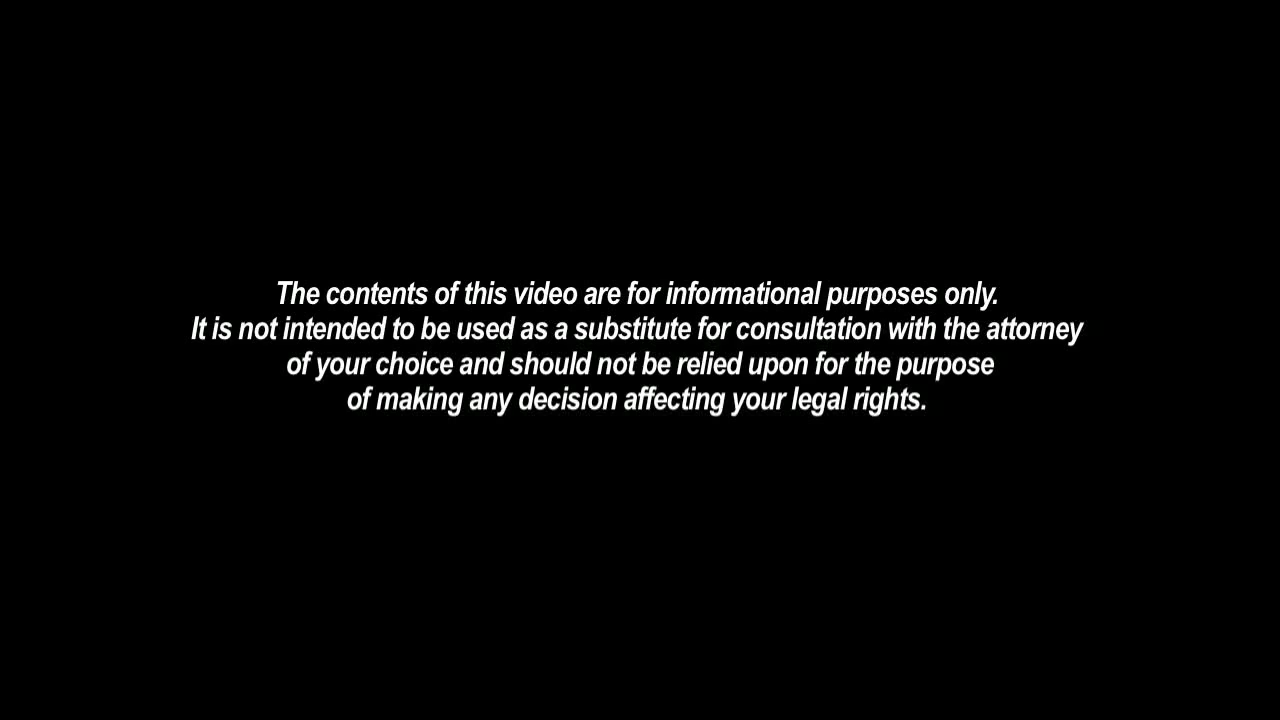 The contents of this video are for informational purposes only.
It is not intended to be used as a substitute for consultation with the attorney
of your choice and should not be relied upon for the purpose
of making any decision affecting your legal rights.